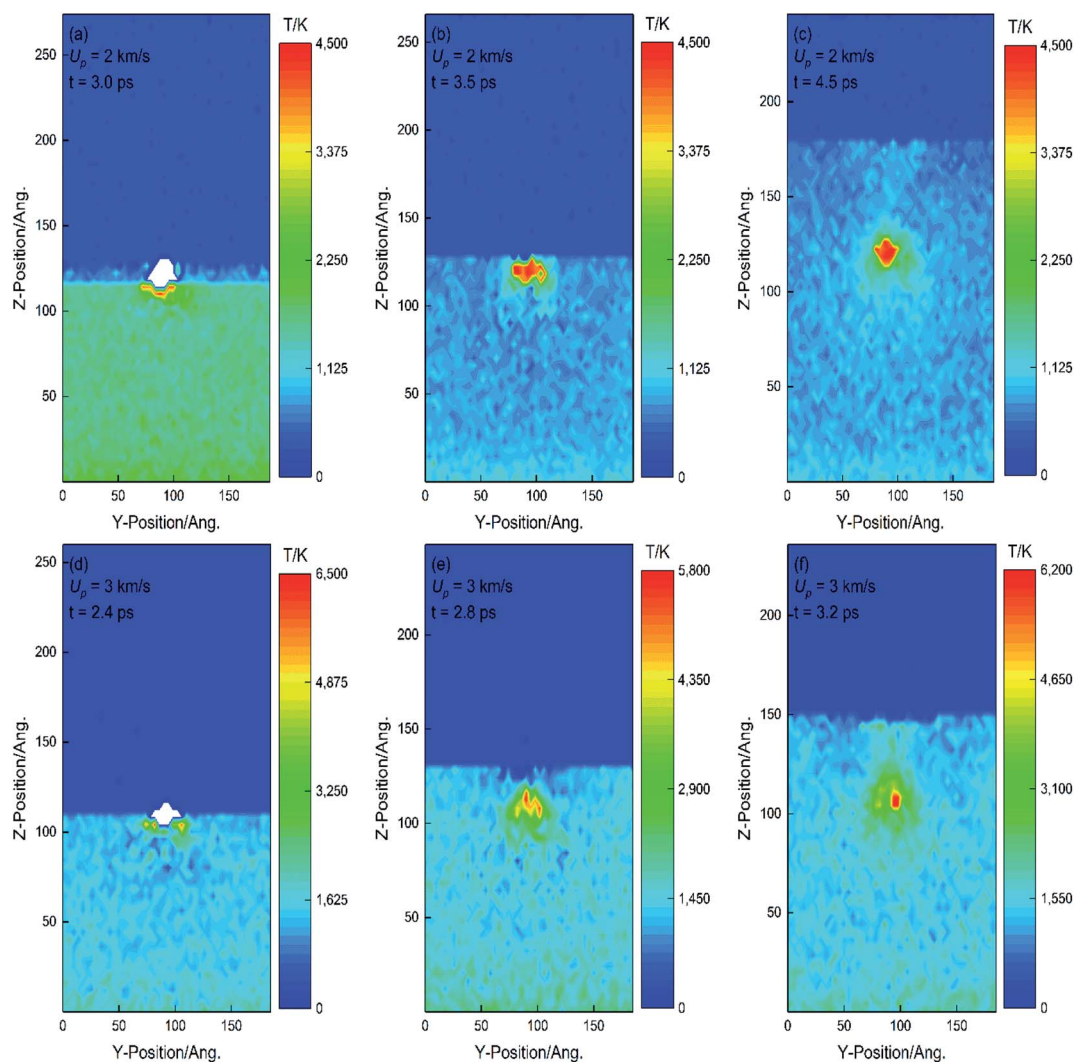 (a)
U_p = 2 km/s
t = 3.0 ps
T/K
4,500
3,375
2,250
1,125
0
250
200
150
100
50
Z-Position/Ang.
0 50 100 150
Y-Position/Ang.
(b)
U_p = 2 km/s
t = 3.5 ps
T/K
4,500
3,375
2,250
1,125
0
250
200
150
100
50
Z-Position/Ang.
0 50 100 150
Y-Position/Ang.
(c)
U_p = 2 km/s
t = 4.5 ps
T/K
4,500
3,375
2,250
1,125
0
200
150
100
50
Z-Position/Ang.
0 50 100 150
Y-Position/Ang.
(d)
U_p = 3 km/s
t = 2.4 ps
T/K
6,500
4,875
3,250
1,625
0
250
200
150
100
50
Z-Position/Ang.
0 50 100 150
Y-Position/Ang.
(e)
U_p = 3 km/s
t = 2.8 ps
T/K
5,800
4,350
2,900
1,450
0
200
150
100
50
Z-Position/Ang.
0 50 100 150
Y-Position/Ang.
(f)
U_p = 3 km/s
t = 3.2 ps
T/K
6,200
4,650
3,100
1,550
0
200
150
100
50
Z-Position/Ang.
0 50 100 150
Y-Position/Ang.